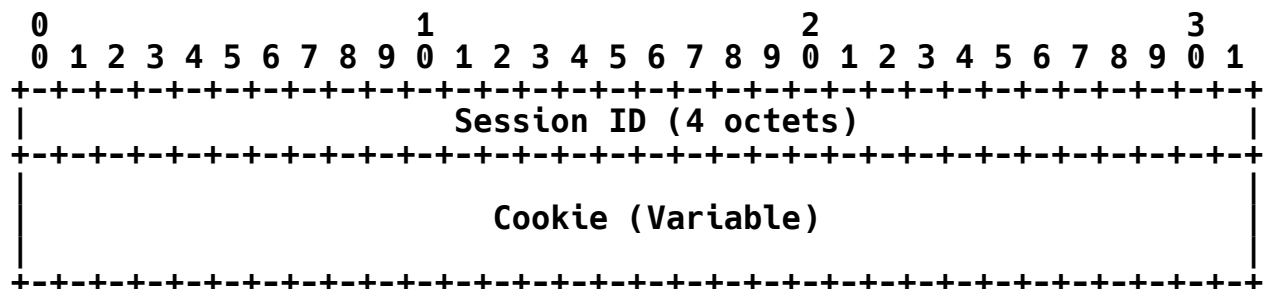 0                   1                   2                   3
 0 1 2 3 4 5 6 7 8 9 0 1 2 3 4 5 6 7 8 9 0 1 2 3 4 5 6 7 8 9 0 1
+-+-+-+-+-+-+-+-+-+-+-+-+-+-+-+-+-+-+-+-+-+-+-+-+-+-+-+-+-+-+-+-+
|                      Session ID (4 octets)                    |
+-+-+-+-+-+-+-+-+-+-+-+-+-+-+-+-+-+-+-+-+-+-+-+-+-+-+-+-+-+-+-+-+
|                                                               |
|                        Cookie (Variable)                      |
|                                                               |
+-+-+-+-+-+-+-+-+-+-+-+-+-+-+-+-+-+-+-+-+-+-+-+-+-+-+-+-+-+-+-+-+